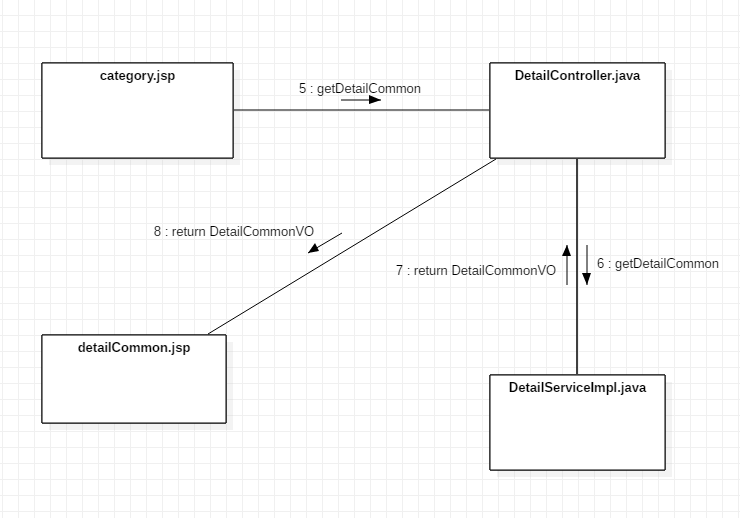 category.jsp
DetailController.java
5 : getDetailCommon
8 : return DetailCommonVO
7 : return DetailCommonVO
6 : getDetailCommon
detailCommon.jsp
DetailServiceImpl.java